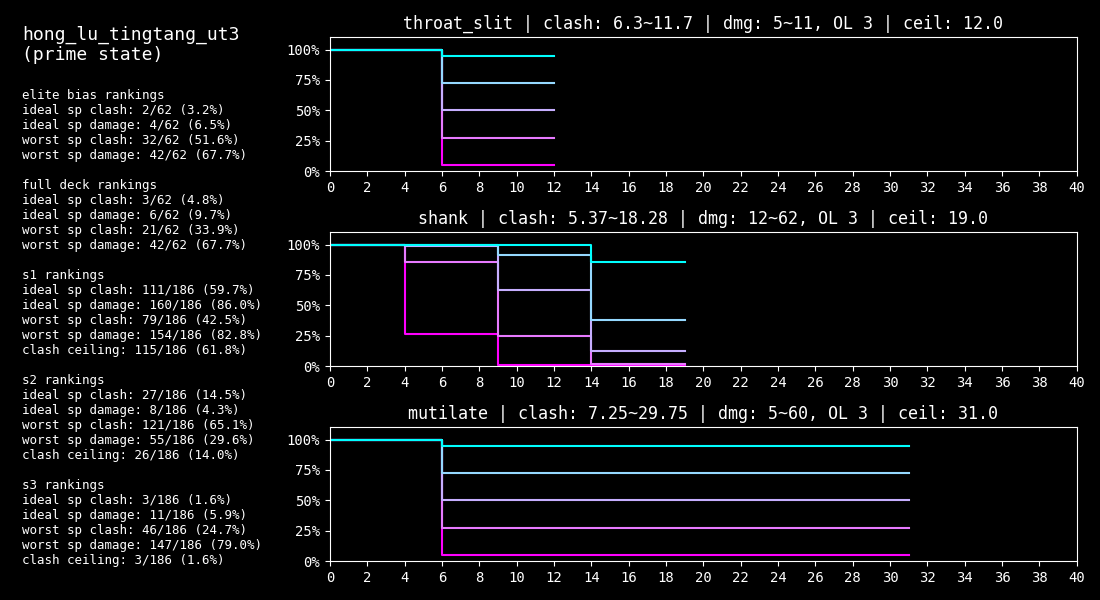 hong_lu_tingtang_ut3
(prime state)
elite bias rankings
ideal sp clash: 2/62 (3.2%)
ideal sp damage: 4/62 (6.5%)
worst sp clash: 32/62 (51.6%)
worst sp damage: 42/62 (67.7%)
full deck rankings
ideal sp clash: 3/62 (4.8%)
ideal sp damage: 6/62 (9.7%)
worst sp clash: 21/62 (33.9%)
worst sp damage: 42/62 (67.7%)
s1 rankings
ideal sp clash: 111/186 (59.7%)
ideal sp damage: 160/186 (86.0%)
worst sp clash: 79/186 (42.5%)
worst sp damage: 154/186 (82.8%)
clash ceiling: 115/186 (61.8%)
s2 rankings
ideal sp clash: 27/186 (14.5%)
ideal sp damage: 8/186 (4.3%)
worst sp clash: 121/186 (65.1%)
worst sp damage: 55/186 (29.6%)
clash ceiling: 26/186 (14.0%)
s3 rankings
ideal sp clash: 3/186 (1.6%)
ideal sp damage: 11/186 (5.9%)
worst sp clash: 46/186 (24.7%)
worst sp damage: 147/186 (79.0%)
clash ceiling: 3/186 (1.6%)
throat_slit | clash: 6.3~11.7 | dmg: 5~11, OL 3 | ceil: 12.0
100%
75%
50%
25%
0%
0 2 4 6 8 10 12 14 16 18 20 22 24 26 28 30 32 34 36 38 40
shank | clash: 5.37~18.28 | dmg: 12~62, OL 3 | ceil: 19.0
100%
75%
50%
25%
0%
0 2 4 6 8 10 12 14 16 18 20 22 24 26 28 30 32 34 36 38 40
mutilate | clash: 7.25~29.75 | dmg: 5~60, OL 3 | ceil: 31.0
100%
75%
50%
25%
0%
0 2 4 6 8 10 12 14 16 18 20 22 24 26 28 30 32 34 36 38 40